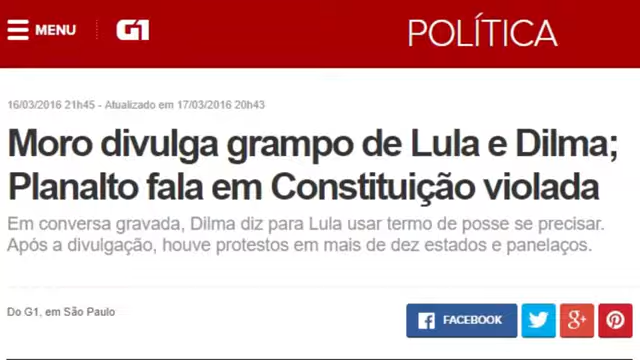 MENU
G1
POLÍTICA
16/03/2016 21h45 - Atualizado em 17/03/2016 20h43
Moro divulga grampo de Lula e Dilma;
Planalto fala em Constituição violada
Em conversa gravada, Dilma diz para Lula usar termo de posse se precisar.
Após a divulgação, houve protestos em mais de dez estados e panelaços.
Do G1, em São Paulo
FACEBOOK
g+